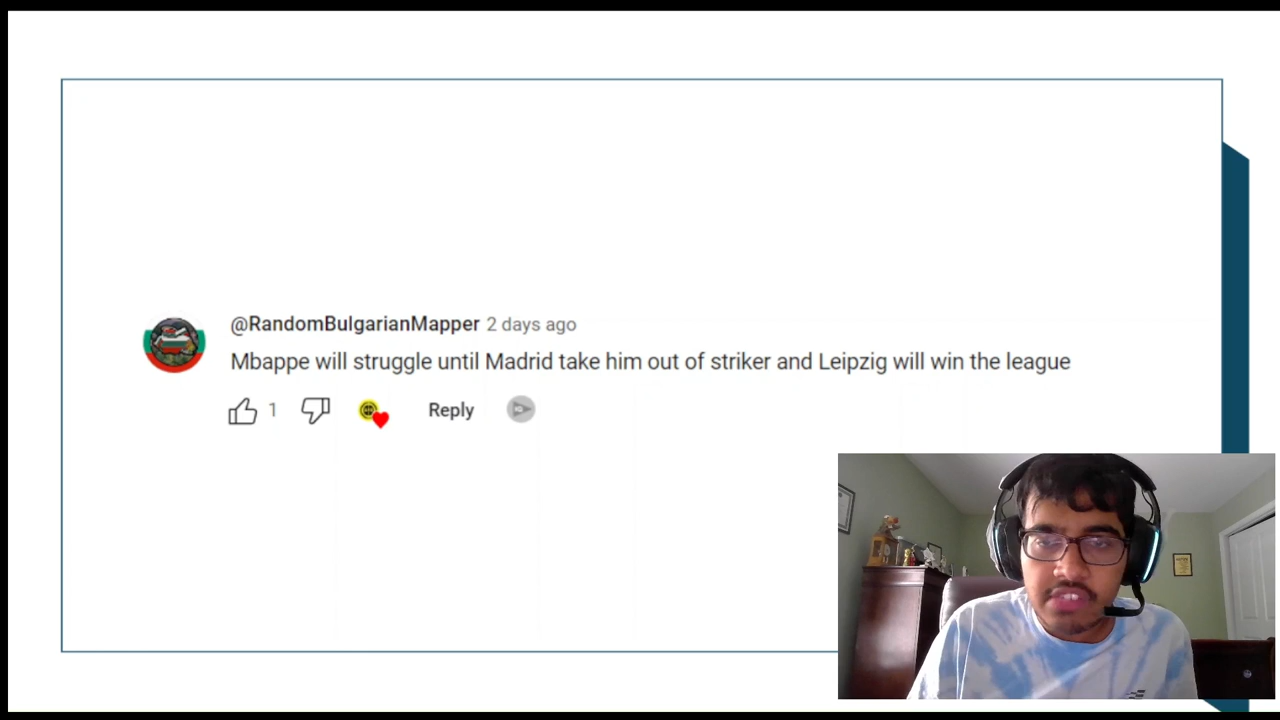 @RandomBulgarianMapper 2 days ago
Mbappe will struggle until Madrid take him out of striker and Leipzig will win the league
1 Reply